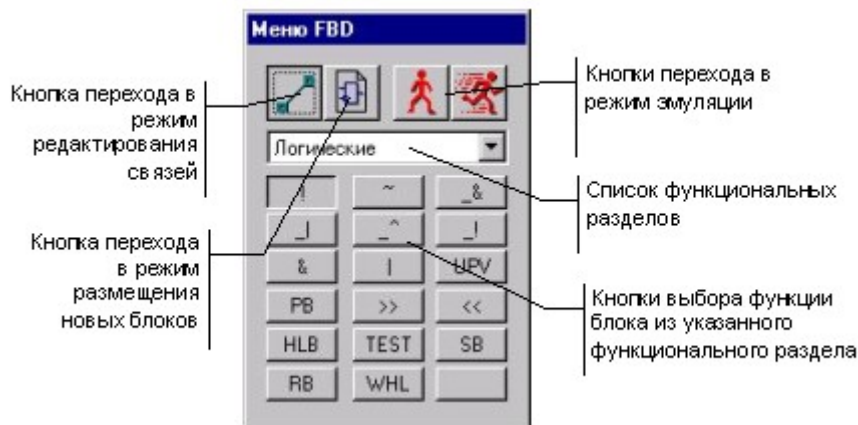 Меню FBD
Кнопка перехода в
режим
редактирования
связей
Кнопка перехода
в режим
размещения
новых блоков
Логические
! ~ _&
_| _^ _!
& | UPV
PB >> <<
HLB TEST SB
RB WHL
Кнопки перехода в
режим эмуляции
Список функциональных
разделов
Кнопки выбора функции
блока из указанного
функционального раздела